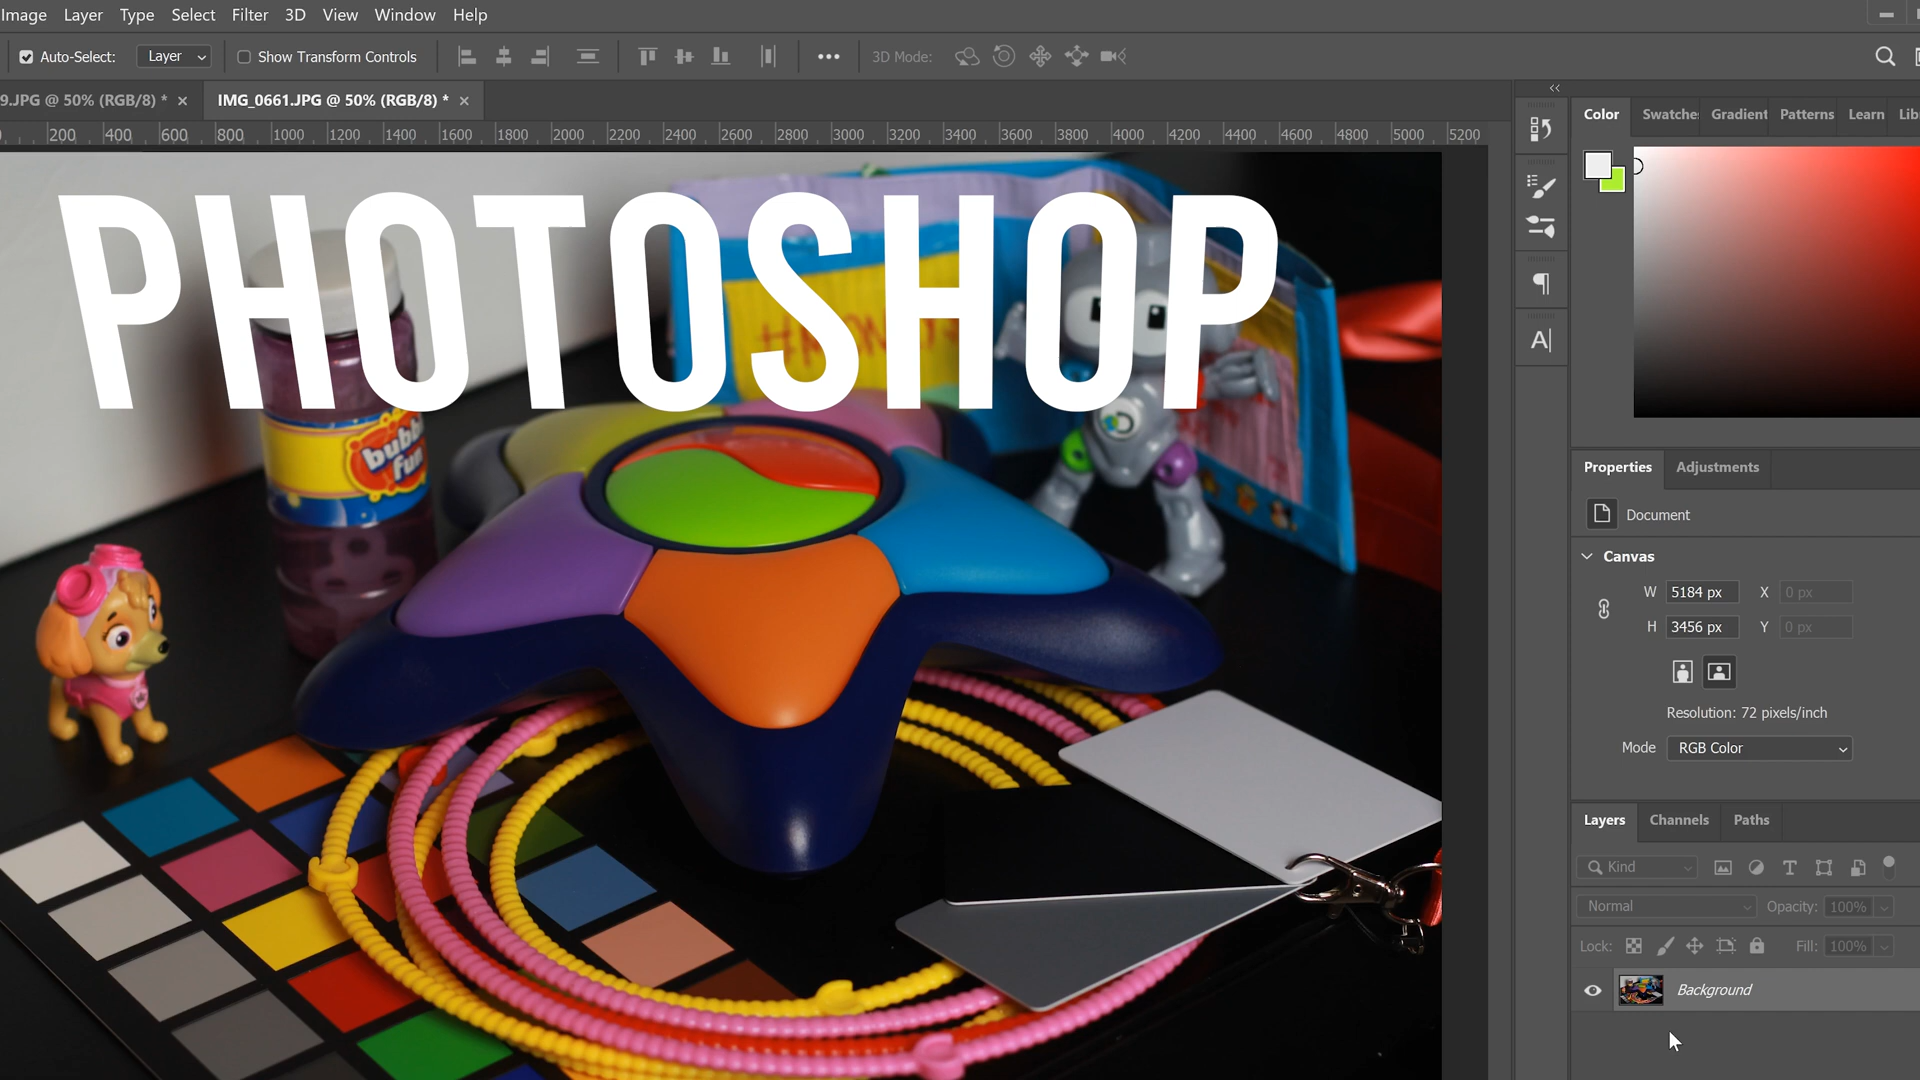 Image Layer Type Select Filter 3D View Window Help
Auto-Select: Layer Show Transform Controls 3D Mode:
9.JPG @ 50% (RGB/8) * × IMG_0661.JPG @ 50% (RGB/8) * ×
200 400 600 800 1000 1200 1400 1600 1800 2000 2200 2400 2600 2800 3000 3200 3400 3600 3800 4000 4200 4400 4600 4800 5000 5200
PHOTOSHOP
bubble
fun
Color Swatche Gradient Patterns Learn Lib
Properties Adjustments
Document
Canvas
W 5184 px X 0 px
H 3456 px Y 0 px
Resolution: 72 pixels/inch
Mode RGB Color
Layers Channels Paths
Kind
Normal Opacity: 100%
Lock: Fill: 100%
Background